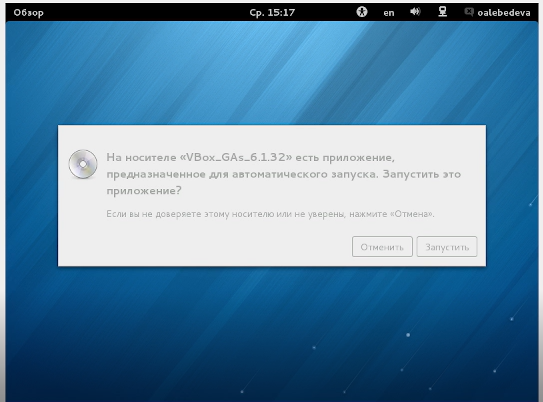 Обзор Ср. 15:17 en oalebedeva
На носителе «VBox_GAs_6.1.32» есть приложение,
предназначенное для автоматического запуска. Запустить это
приложение?
Если вы не доверяете этому носителю или не уверены, нажмите «Отмена».
Отменить Запустить